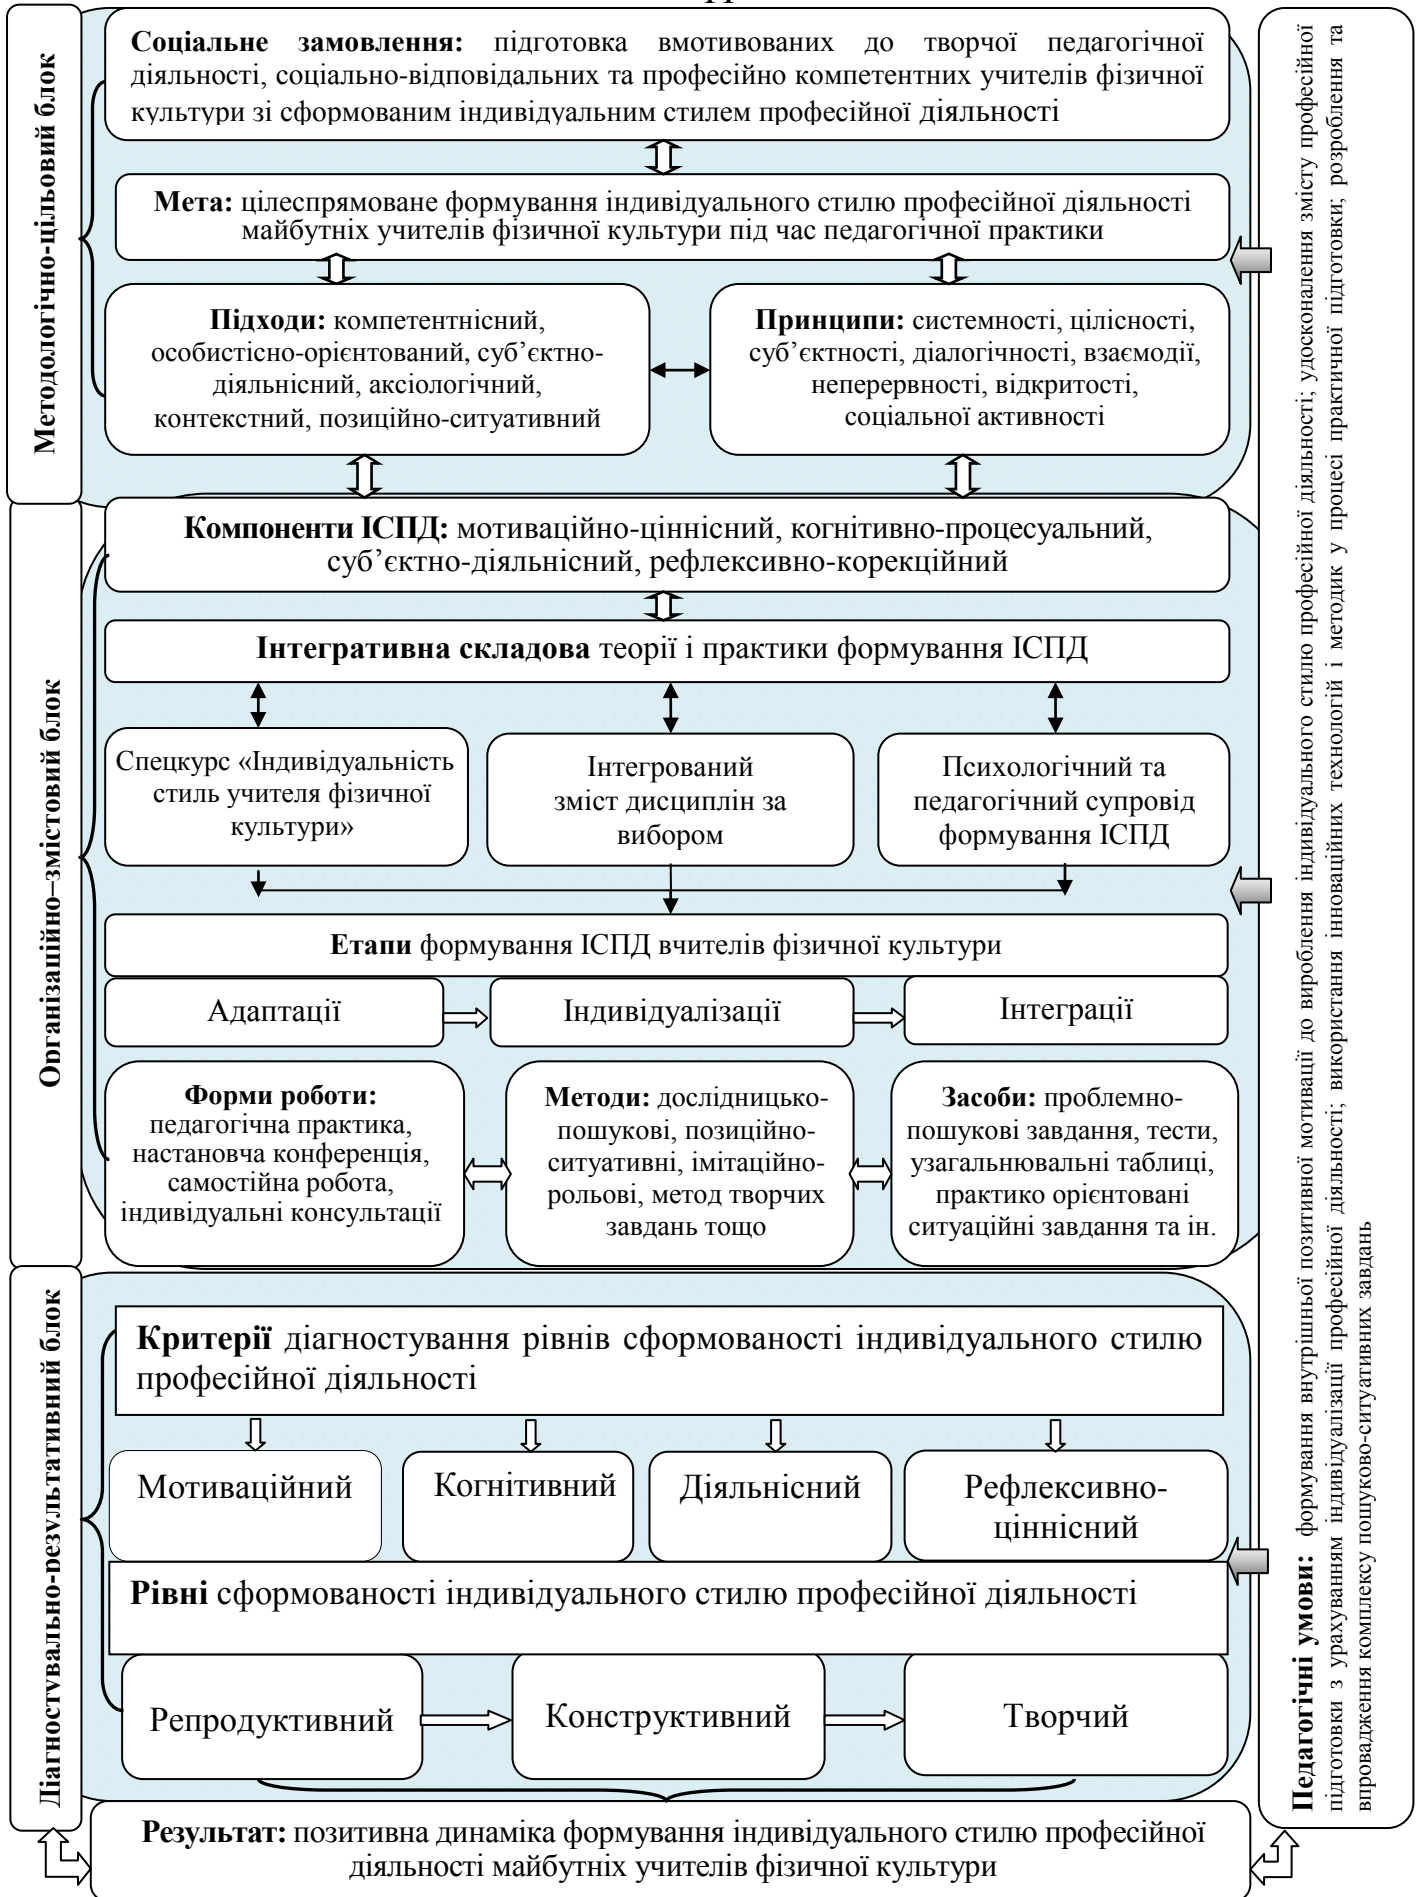 Методологічно-цільовий блок
Соціальне замовлення: підготовка вмотивованих до творчої педагогічної
діяльності, соціально-відповідальних та професійно компетентних учителів фізичної
культури зі сформованим індивідуальним стилем професійної діяльності
Мета: цілеспрямоване формування індивідуального стилю професійної діяльності
майбутніх учителів фізичної культури під час педагогічної практики
Підходи: компетентнісний,
особистісно-орієнтований, суб’єктно-
діяльнісний, аксіологічний,
контекстний, позиційно-ситуативний
Принципи: системності, цілісності,
суб’єктності, діалогічності, взаємодії,
неперервності, відкритості,
соціальної активності
Організаційно–змістовий блок
Компоненти ІСПД: мотиваційно-ціннісний, когнітивно-процесуальний,
суб’єктно-діяльнісний, рефлексивно-корекційний
Інтегративна складова теорії і практики формування ІСПД
Спецкурс «Індивідуальність
стиль учителя фізичної
культури»
Інтегрований
зміст дисциплін за
вибором
Психологічний та
педагогічний супровід
формування ІСПД
Етапи формування ІСПД вчителів фізичної культури
Адаптації
Індивідуалізації
Інтеграції
Форми роботи:
педагогічна практика,
настановча конференція,
самостійна робота,
індивідуальні консультації
Методи: дослідницько-
пошукові, позиційно-
ситуативні, імітаційно-
рольові, метод творчих
завдань тощо
Засоби: проблемно-
пошукові завдання, тести,
узагальнювальні таблиці,
практико орієнтовані
ситуаційні завдання та ін.
Діагностувально-результативний блок
Критерії діагностування рівнів сформованості індивідуального стилю
професійної діяльності
Мотиваційний
Когнітивний
Діяльнісний
Рефлексивно-
ціннісний
Рівні сформованості індивідуального стилю професійної діяльності
Репродуктивний
Конструктивний
Творчий
Результат: позитивна динаміка формування індивідуального стилю професійної
діяльності майбутніх учителів фізичної культури
Педагогічні умови: формування внутрішньої позитивної мотивації до вироблення індивідуального стилю професійної діяльності; удосконалення змісту професійної
підготовки з урахуванням індивідуалізації професійної діяльності; використання інноваційних технологій і методик у процесі практичної підготовки; розроблення та
впровадження комплексу пошуково-ситуативних завдань